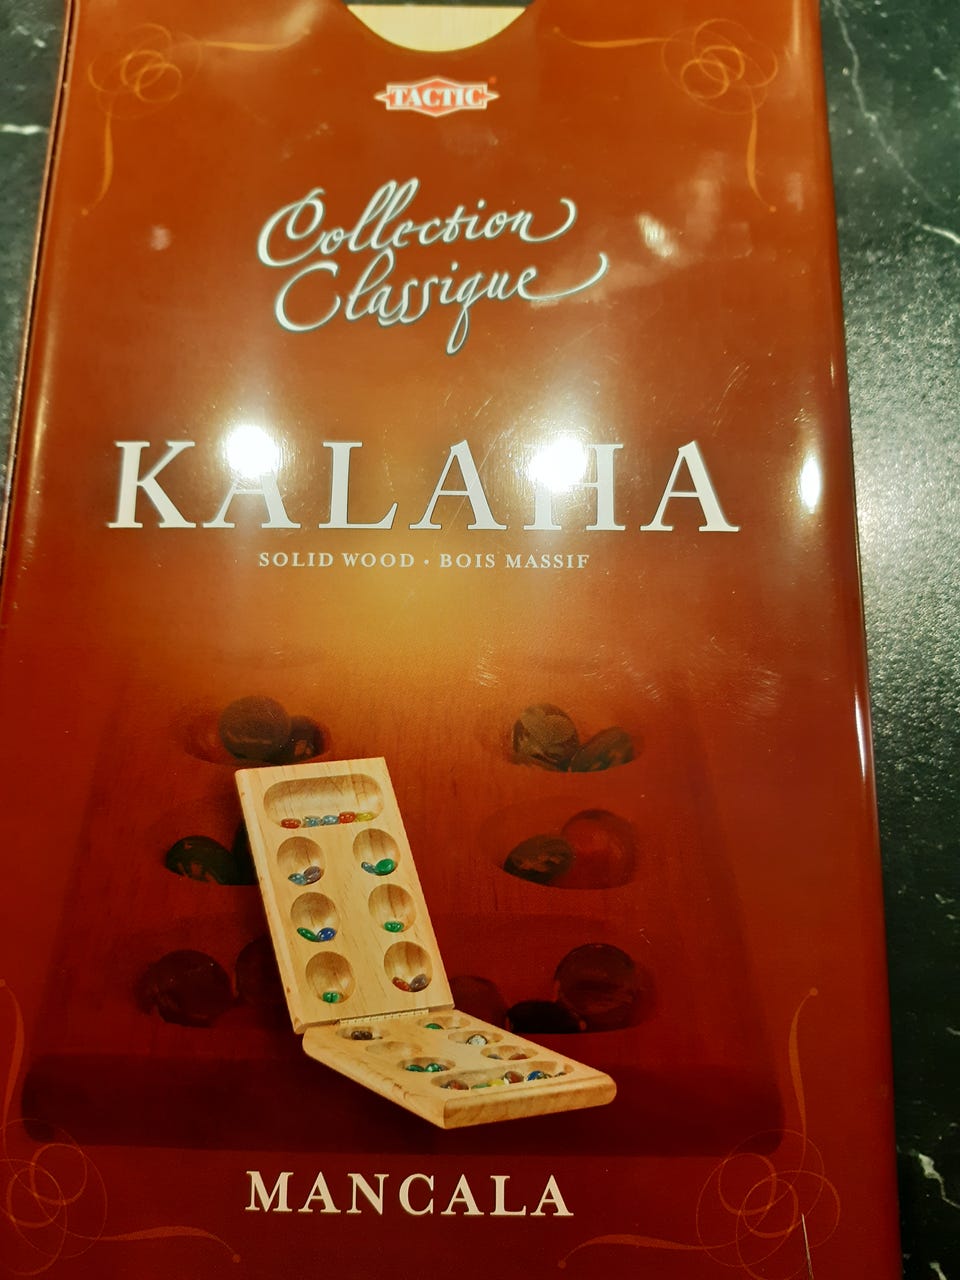 TACTIC
Collection
Classique
KALAHA
SOLID WOOD • BOIS MASSIF
MANCALA